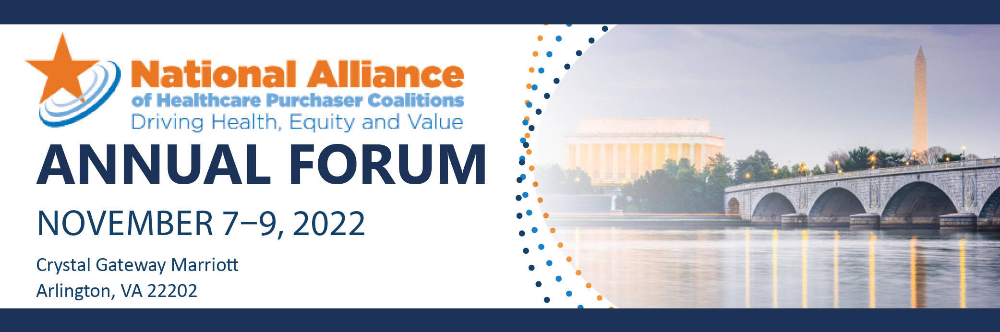 National Alliance
of Healthcare Purchaser Coalitions
Driving Health, Equity and Value
ANNUAL FORUM
NOVEMBER 7–9, 2022
Crystal Gateway Marriott
Arlington, VA 22202